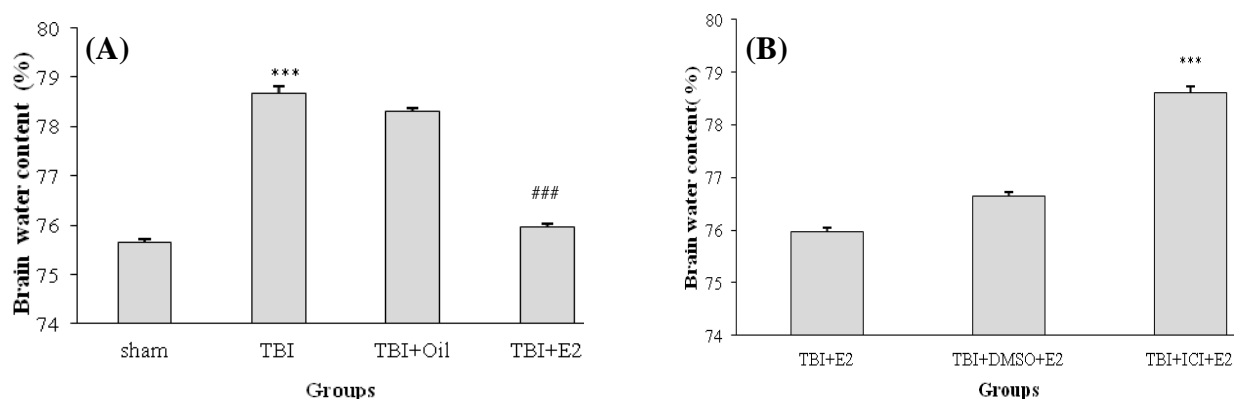 (A)
Brain water content (%)
80
79
78
77
76
75
74
***
###
sham TBI TBI+Oil TBI+E2
Groups
(B)
Brain water content( %)
80
79
78
77
76
75
74
***
TBI+E2 TBI+DMSO+E2 TBI+ICI+E2
Groups